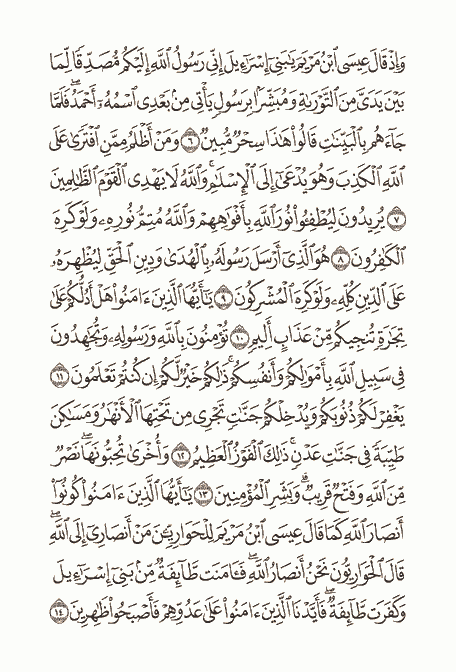 وَإِذْ قَالَ عِيسَى ٱبْنُ مَرْيَمَ يَـٰبَنِىٓ إِسْرَٰٓءِيلَ إِنِّى رَسُولُ ٱللَّهِ إِلَيْكُم مُّصَدِّقًا لِّمَا
بَيْنَ يَدَىَّ مِنَ ٱلتَّوْرَىٰةِ وَمُبَشِّرًۢا بِرَسُولٍ يَأْتِى مِنۢ بَعْدِى ٱسْمُهُۥٓ أَحْمَدُ ۖ فَلَمَّا
جَآءَهُم بِٱلْبَيِّنَـٰتِ قَالُوا۟ هَـٰذَا سِحْرٌ مُّبِينٌ ٦ وَمَنْ أَظْلَمُ مِمَّنِ ٱفْتَرَىٰ عَلَى
ٱللَّهِ ٱلْكَذِبَ وَهُوَ يُدْعَىٰٓ إِلَى ٱلْإِسْلَـٰمِ ۚ وَٱللَّهُ لَا يَهْدِى ٱلْقَوْمَ ٱلظَّـٰلِمِينَ
٧ يُرِيدُونَ لِيُطْفِـُٔوا۟ نُورَ ٱللَّهِ بِأَفْوَٰهِهِمْ وَٱللَّهُ مُتِمُّ نُورِهِۦ وَلَوْ كَرِهَ
ٱلْكَـٰفِرُونَ ٨ هُوَ ٱلَّذِىٓ أَرْسَلَ رَسُولَهُۥ بِٱلْهُدَىٰ وَدِينِ ٱلْحَقِّ لِيُظْهِرَهُۥ
عَلَى ٱلدِّينِ كُلِّهِۦ وَلَوْ كَرِهَ ٱلْمُشْرِكُونَ ٩ يَـٰٓأَيُّهَا ٱلَّذِينَ ءَامَنُوا۟ هَلْ أَدُلُّكُمْ عَلَىٰ
تِجَـٰرَةٍ تُنجِيكُم مِّنْ عَذَابٍ أَلِيمٍ ١٠ تُؤْمِنُونَ بِٱللَّهِ وَرَسُولِهِۦ وَتُجَـٰهِدُونَ
فِى سَبِيلِ ٱللَّهِ بِأَمْوَٰلِكُمْ وَأَنفُسِكُمْ ۚ ذَٰلِكُمْ خَيْرٌ لَّكُمْ إِن كُنتُمْ تَعْلَمُونَ ١١
يَغْفِرْ لَكُمْ ذُنُوبَكُمْ وَيُدْخِلْكُمْ جَنَّـٰتٍ تَجْرِى مِن تَحْتِهَا ٱلْأَنْهَـٰرُ وَمَسَـٰكِنَ
طَيِّبَةً فِى جَنَّـٰتِ عَدْنٍ ۚ ذَٰلِكَ ٱلْفَوْزُ ٱلْعَظِيمُ ١٢ وَأُخْرَىٰ تُحِبُّونَهَا ۖ نَصْرٌ
مِّنَ ٱللَّهِ وَفَتْحٌ قَرِيبٌ ۗ وَبَشِّرِ ٱلْمُؤْمِنِينَ ١٣ يَـٰٓأَيُّهَا ٱلَّذِينَ ءَامَنُوا۟ كُونُوٓا۟
أَنصَارَ ٱللَّهِ كَمَا قَالَ عِيسَى ٱبْنُ مَرْيَمَ لِلْحَوَارِيِّـۧنَ مَنْ أَنصَارِىٓ إِلَى ٱللَّهِ ۖ
قَالَ ٱلْحَوَارِيُّونَ نَحْنُ أَنصَارُ ٱللَّهِ ۖ فَـَٔامَنَت طَّآئِفَةٌ مِّنۢ بَنِىٓ إِسْرَٰٓءِيلَ
وَكَفَرَت طَّآئِفَةٌ ۖ فَأَيَّدْنَا ٱلَّذِينَ ءَامَنُوا۟ عَلَىٰ عَدُوِّهِمْ فَأَصْبَحُوا۟ ظَـٰهِرِينَ ١٤